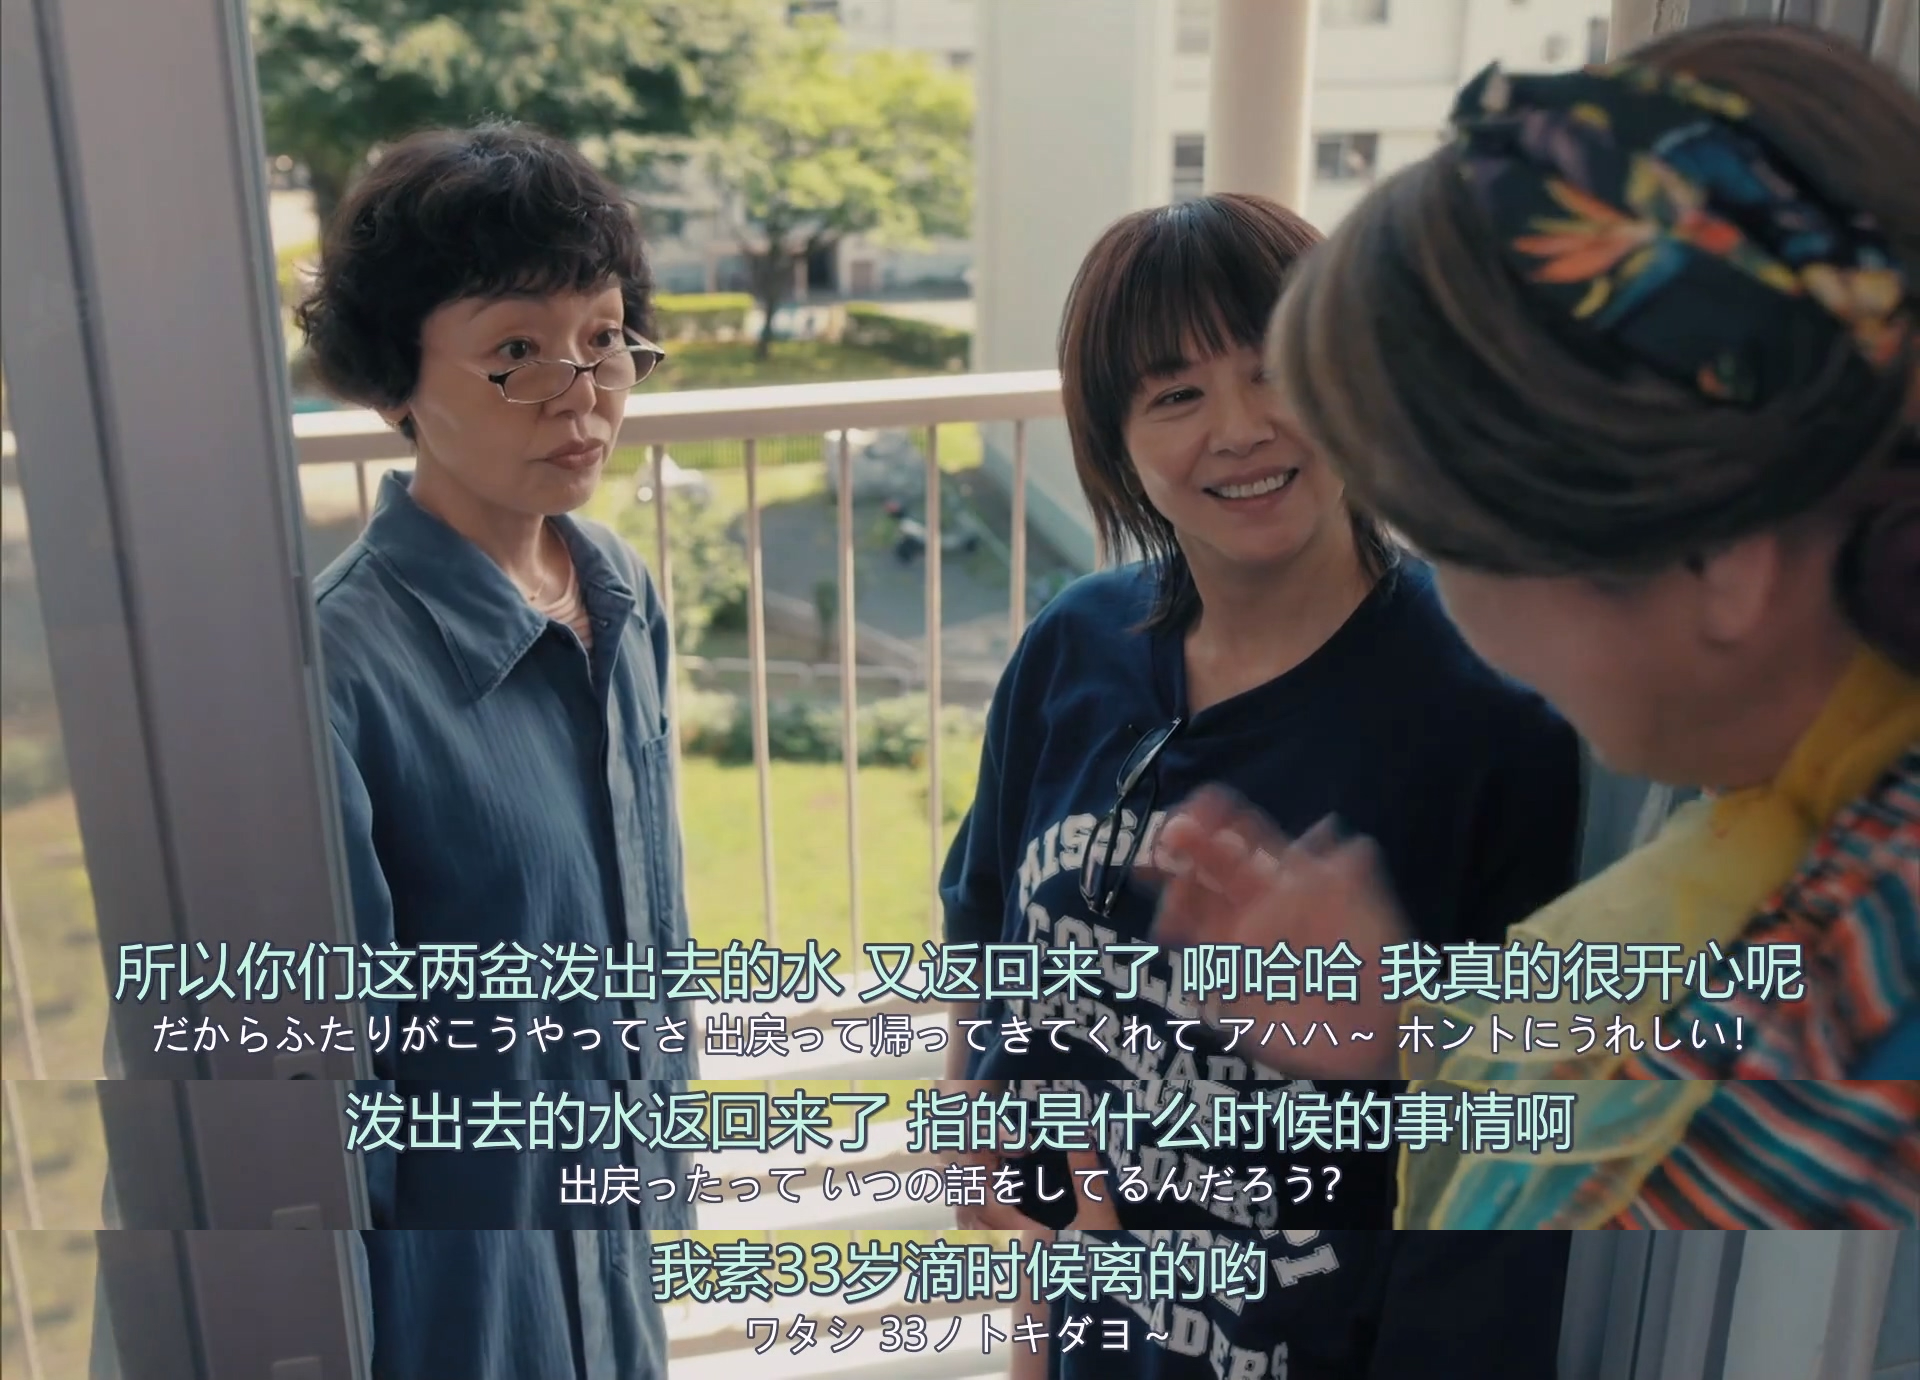 所以你们这两盆泼出去的水 又返回来了 啊哈哈 我真的很开心呢
だからふたりがこうやってさ 出戻って帰ってきてくれて アハハ～ ホントにうれしい!
泼出去的水返回来了 指的是什么时候的事情啊
出戻ったって いつの話をしてるんだろう?
我素33岁滴时候离的哟
ワタシ 33ノトキダヨ～